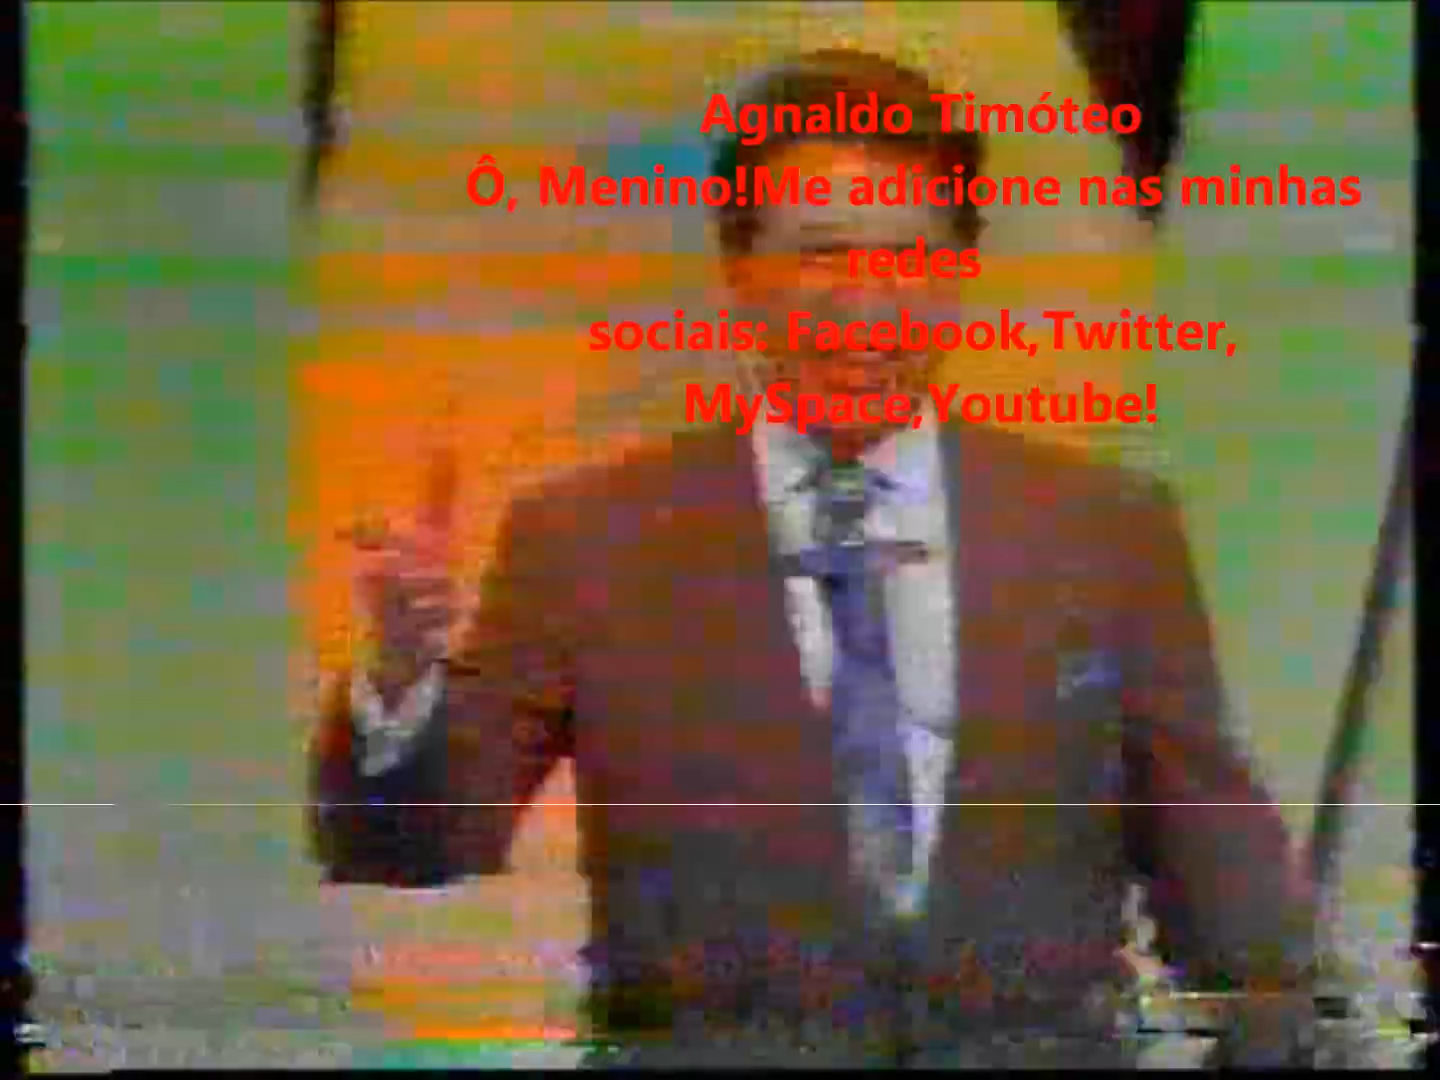 Agnaldo Timóteo
Ô, Menino!Me adicione nas minhas
redes
sociais: Facebook,Twitter,
MySpace,Youtube!